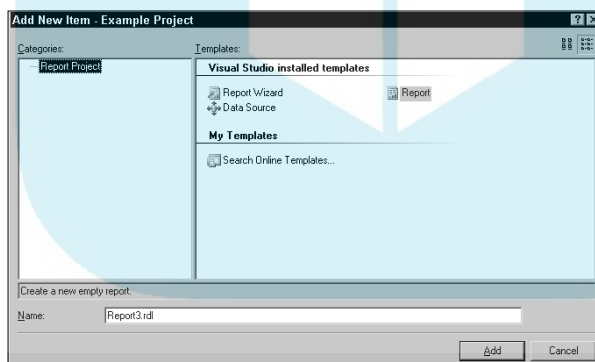 Add New Item - Example Project
Categories:
Templates:
Report Project
Visual Studio installed templates
Report Wizard
Report
Data Source
My Templates
Search Online Templates...
Create a new empty report.
Name:
Report3.rdl
Add
Cancel